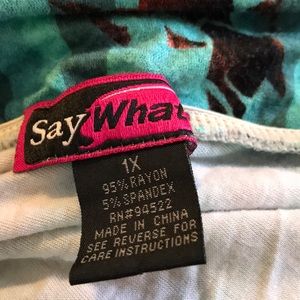 Say What
1X
95% RAYON
5% SPANDEX
RN#94522
MADE IN CHINA
SEE REVERSE FOR
CARE INSTRUCTIONS